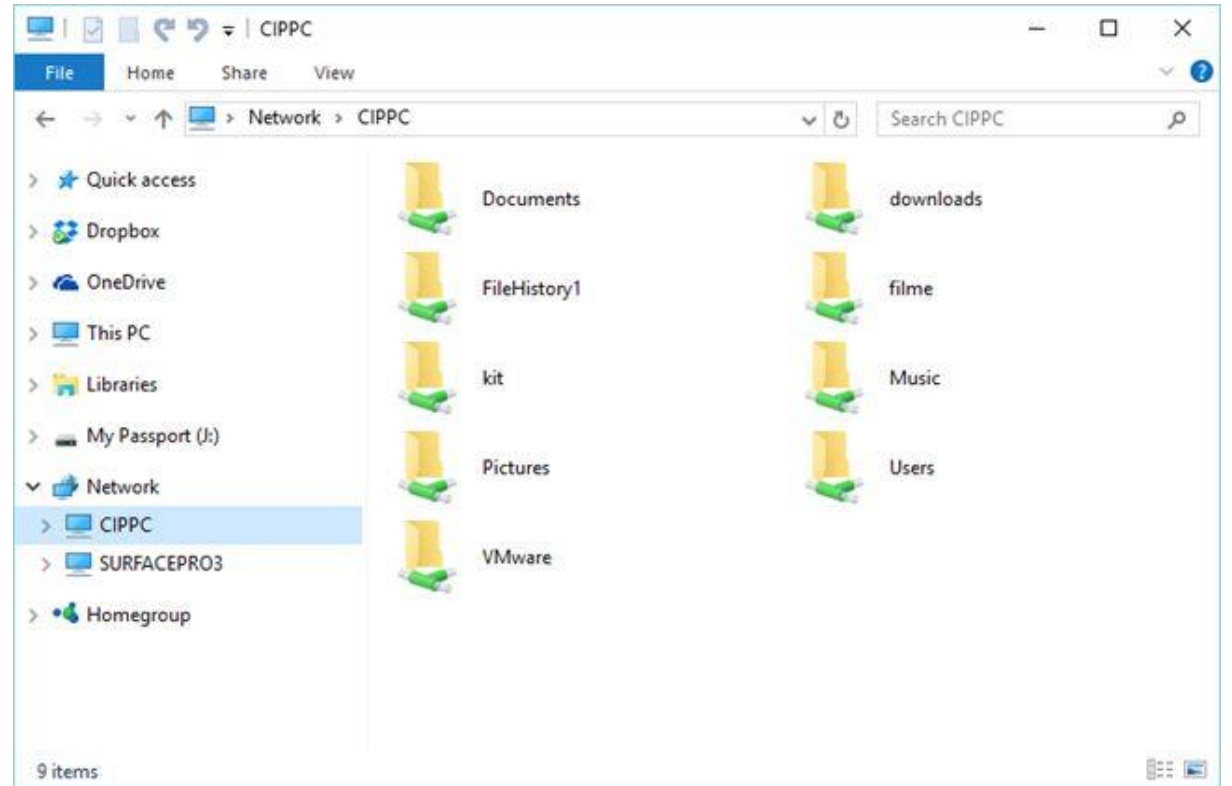 CIPPC
File Home Share View
Network CIPPC
Search CIPPC
Quick access
Dropbox
OneDrive
This PC
Libraries
My Passport (J:)
Network
CIPPC
SURFACEPRO3
Homegroup
Documents downloads
FileHistory1 filme
kit Music
Pictures Users
VMware
9 items